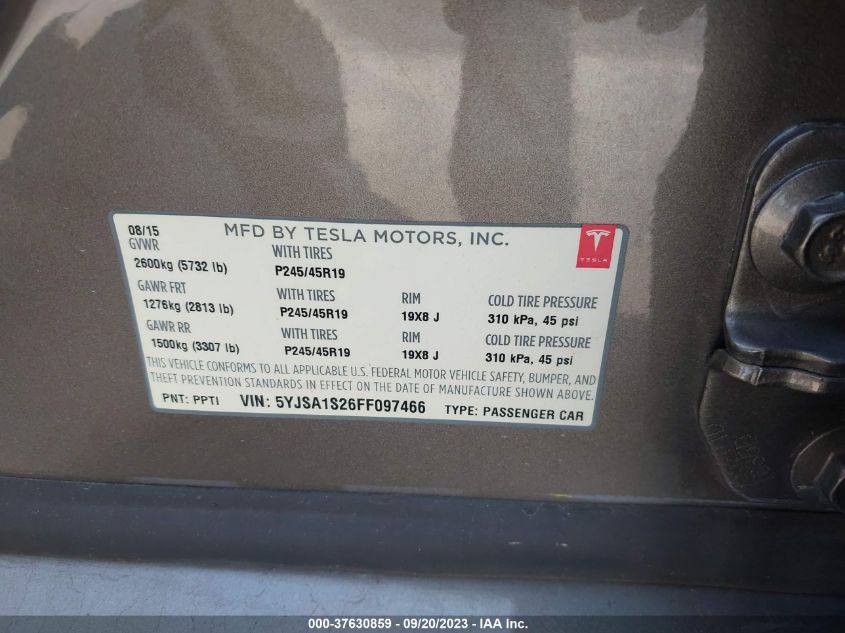 08/15 MFD BY TESLA MOTORS, INC.
GVWR WITH TIRES
TESLA
2600kg (5732 lb) P245/45R19
GAWR FRT WITH TIRES RIM COLD TIRE PRESSURE
1276kg (2813 lb) P245/45R19 19X8 J 310 kPa, 45 psi
GAWR RR WITH TIRES RIM COLD TIRE PRESSURE
1500kg (3307 lb) P245/45R19 19X8 J 310 kPa, 45 psi
THIS VEHICLE CONFORMS TO ALL APPLICABLE U.S. FEDERAL MOTOR VEHICLE SAFETY, BUMPER, AND
THEFT PREVENTION STANDARDS IN EFFECT ON THE DATE OF MANUFACTURE SHOWN ABOVE.
PNT: PPTI VIN: 5YJSA1S26FF097466 TYPE: PASSENGER CAR
000-37630859 - 09/20/2023 - IAA Inc.